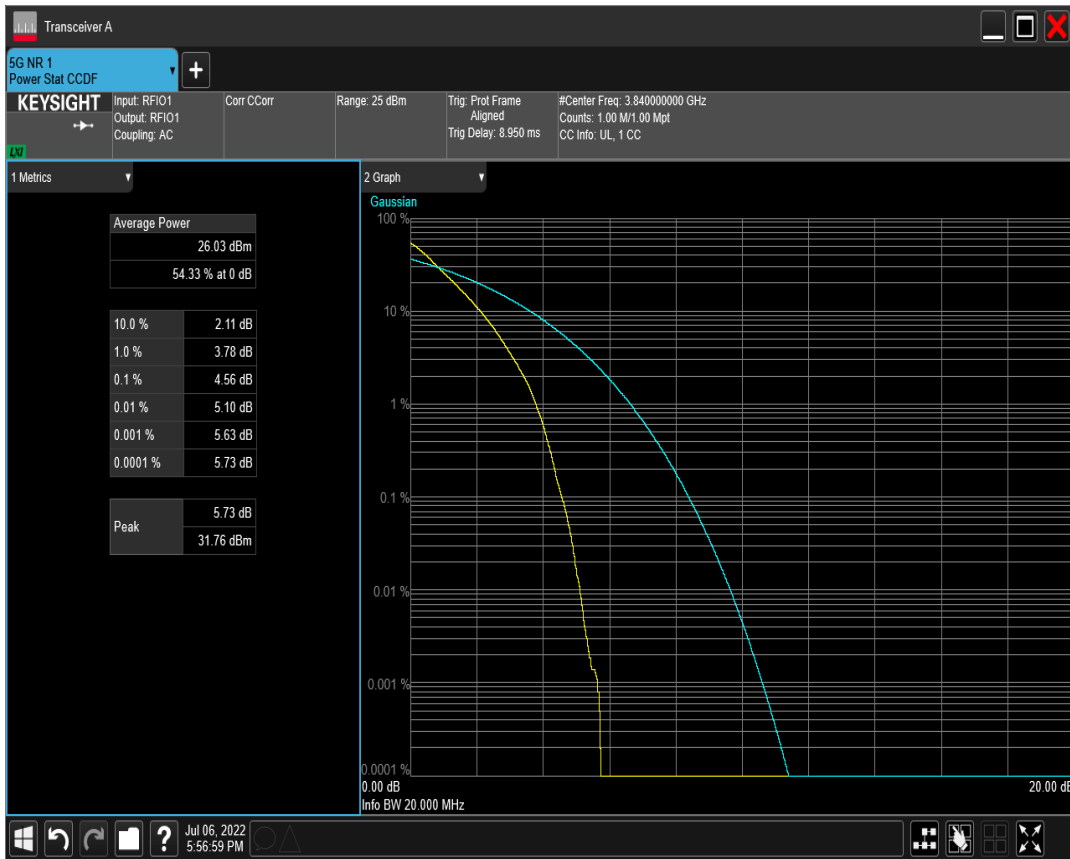 Transceiver A
5G NR 1
Power Stat CCDF
+
KEYSIGHT
LXI
Input: RFIO1
Output: RFIO1
Coupling: AC
Corr CCorr
Range: 25 dBm
Trig: Prot Frame
Aligned
Trig Delay: 8.950 ms
#Center Freq: 3.840000000 GHz
Counts: 1.00 M/1.00 Mpt
CC Info: UL, 1 CC
1 Metrics
Average Power
26.03 dBm
54.33 % at 0 dB
10.0 % 2.11 dB
1.0 % 3.78 dB
0.1 % 4.56 dB
0.01 % 5.10 dB
0.001 % 5.63 dB
0.0001 % 5.73 dB
Peak
5.73 dB
31.76 dBm
2 Graph
Gaussian
100 %
10 %
1 %
0.1 %
0.01 %
0.001 %
0.0001 %
0.00 dB 20.00 dB
Info BW 20.000 MHz
?
Jul 06, 2022
5:56:59 PM